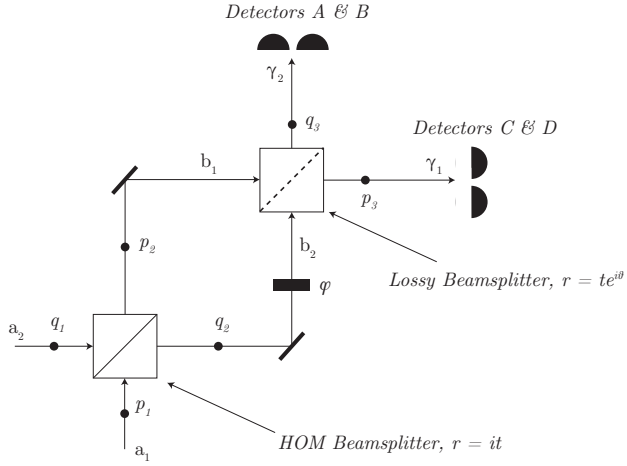 Detectors A & B
γ₂
q₃
Detectors C & D
b₁
γ₁
p₃
p₂
b₂
Lossy Beamsplitter, r = te^{iϑ}
φ
a₂
q₁
q₂
p₁
HOM Beamsplitter, r = it
a₁